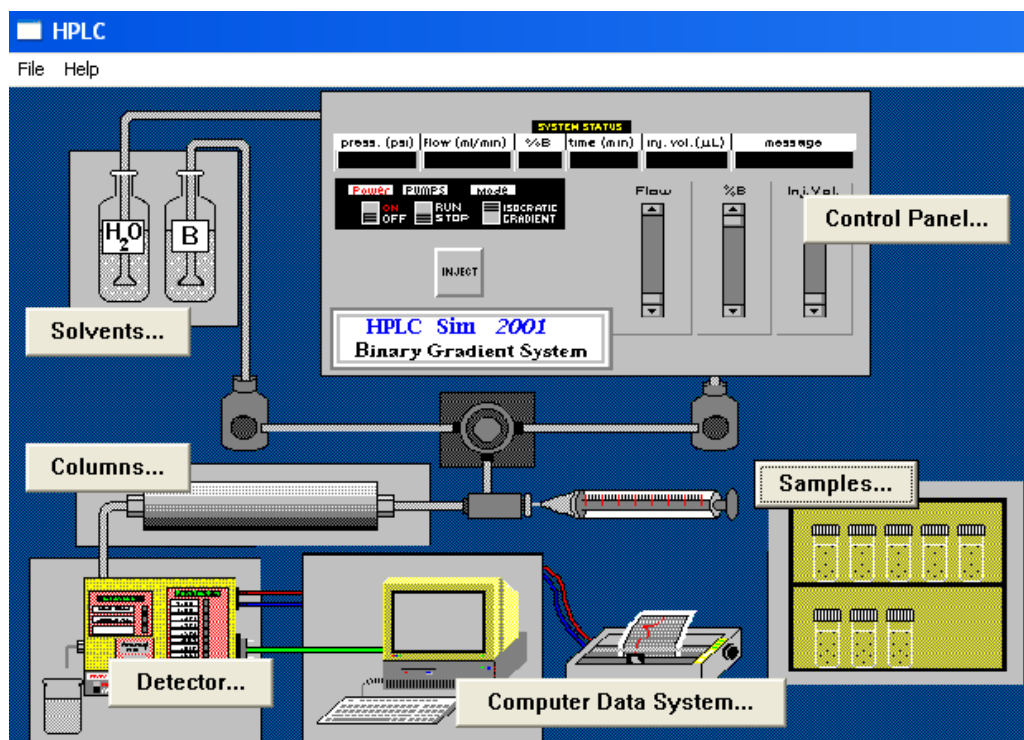 HPLC
File Help
SYSTEM STATUS
press. (psi) flow (ml/min) %B time (min) inj. vol.(µL) message
Power PUMPS Mode
ON RUN ISOCRATIC
OFF STOP GRADIENT
Flow %B Inj.Vol.
Control Panel...
H₂O B
INJECT
Solvents...
HPLC Sim 2001
Binary Gradient System
Columns...
Samples...
Detector...
Computer Data System...